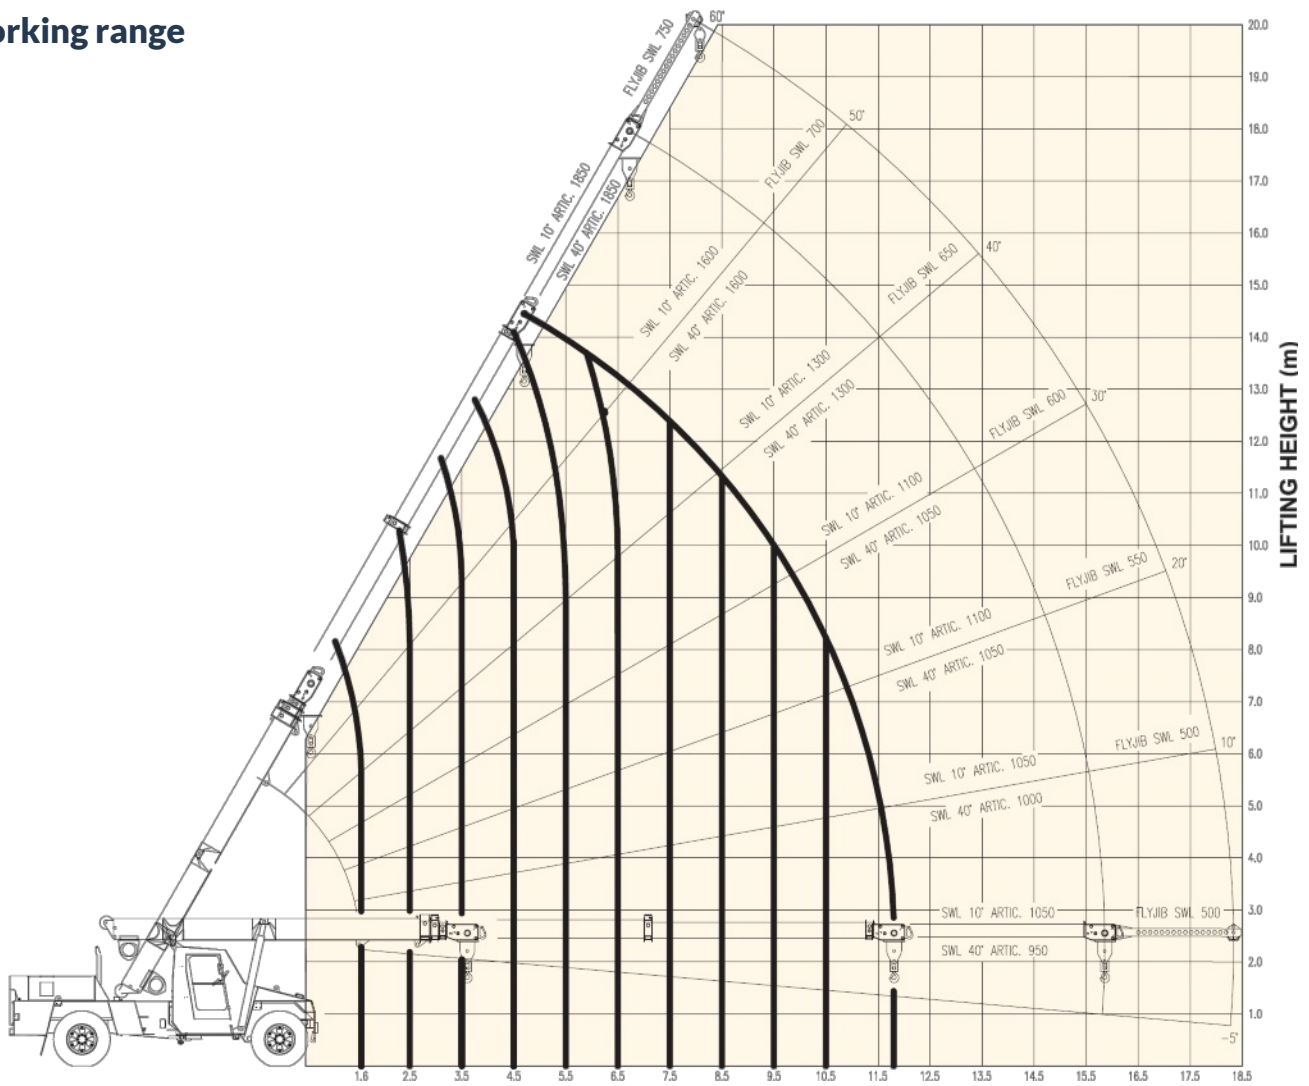 orking range
60°
20.0
FLYJIB SWL 750
19.0
50°
18.0
FLYJIB SWL 700
17.0
SWL 10° ARTIC. 1850
SWL 40° ARTIC. 1850
16.0
40°
FLYJIB SWL 650
15.0
SWL 10° ARTIC. 1600
SWL 40° ARTIC. 1600
14.0
13.0
SWL 10° ARTIC. 1300
SWL 40° ARTIC. 1300
30°
FLYJIB SWL 600
12.0
11.0
SWL 10° ARTIC. 1100
SWL 40° ARTIC. 1050
10.0
20°
FLYJIB SWL 550
9.0
SWL 10° ARTIC. 1100
SWL 40° ARTIC. 1050
8.0
7.0
10°
FLYJIB SWL 500
6.0
SWL 10° ARTIC. 1050
SWL 40° ARTIC. 1000
5.0
4.0
3.0
SWL 10° ARTIC. 1050
FLYJIB SWL 500
SWL 40° ARTIC. 950
2.0
1.0
-5°
LIFTING HEIGHT (m)
1.6 2.5 3.5 4.5 5.5 6.5 7.5 8.5 9.5 10.5 11.5 12.5 13.5 14.5 15.5 16.5 17.5 18.5